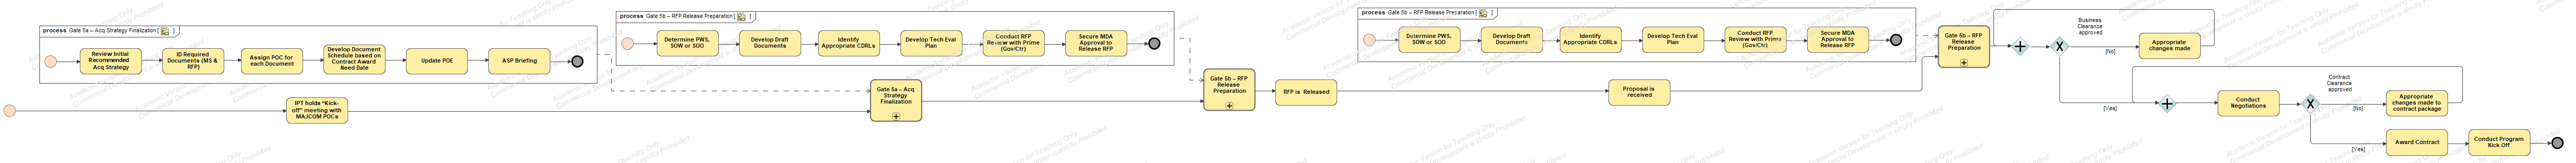 process Gate 5a – Acq Strategy Finalization [ ]
Review Initial
Recommended
Acq Strategy
ID Required
Documents (MS &
RFP)
Assign POC for
each Document
Develop Document
Schedule based on
Contract Award
Need Date
Update POE
ASP Briefing
IPT holds “Kick-
off” meeting with
MAJCOM POCs
Gate 5a – Acq
Strategy
Finalization
process Gate 5b – RFP Release Preparation [ ]
Determine PWS,
SOW or SOO
Develop Draft
Documents
Identify
Appropriate CDRLs
Develop Tech Eval
Plan
Conduct RFP
Review with Prime
(Gov/Ctr)
Secure MDA
Approval to
Release RFP
Gate 5b – RFP
Release
Preparation
RFP is Released
process Gate 5b – RFP Release Preparation [ ]
Determine PWS,
SOW or SOO
Develop Draft
Documents
Identify
Appropriate CDRLs
Develop Tech Eval
Plan
Conduct RFP
Review with Prime
(Gov/Ctr)
Secure MDA
Approval to
Release RFP
Proposal is
received
Gate 5b – RFP
Release
Preparation
Business
Clearance
approved
[No]
Appropriate
changes made
[Yes]
Conduct
Negotiations
Contract
Clearance
approved
[No]
Appropriate
changes made to
contract package
[Yes]
Award Contract
Conduct Program
Kick Off
Academic Version for Teaching Only
Commercial Development is strictly Prohibited